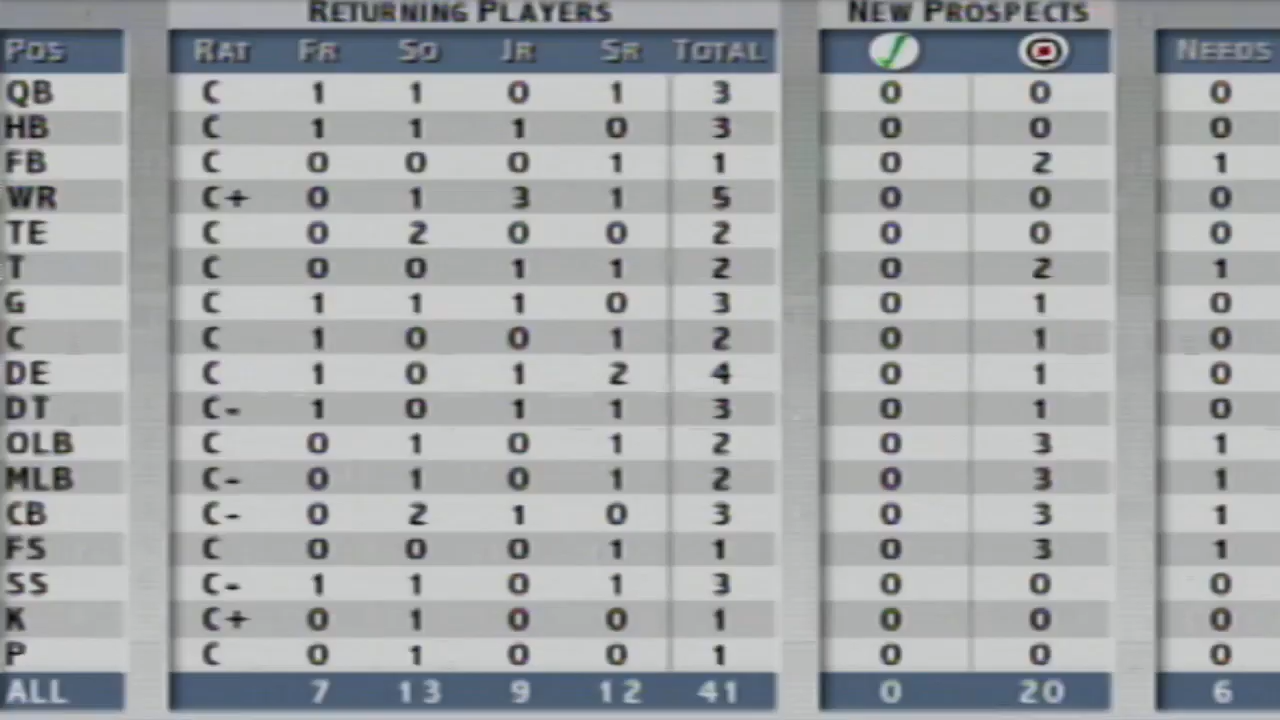 RETURNING PLAYERS NEW PROSPECTS
POS RAT FR SO JR SR TOTAL NEEDS
QB C 1 1 0 1 3 0 0 0
HB C 1 1 1 0 3 0 0 0
FB C 0 0 0 1 1 0 2 1
WR C+ 0 1 3 1 5 0 0 0
TE C 0 2 0 0 2 0 0 0
T C 0 0 1 1 2 0 2 1
G C 1 1 1 0 3 0 1 0
C C 1 0 0 1 2 0 1 0
DE C 1 0 1 2 4 0 1 0
DT C- 1 0 1 1 3 0 1 0
OLB C 0 1 0 1 2 0 3 1
MLB C- 0 1 0 1 2 0 3 1
CB C- 0 2 1 0 3 0 3 1
FS C 0 0 0 1 1 0 3 1
SS C- 1 1 0 1 3 0 0 0
K C+ 0 1 0 0 1 0 0 0
P C 0 1 0 0 1 0 0 0
ALL 7 13 9 12 41 0 20 6